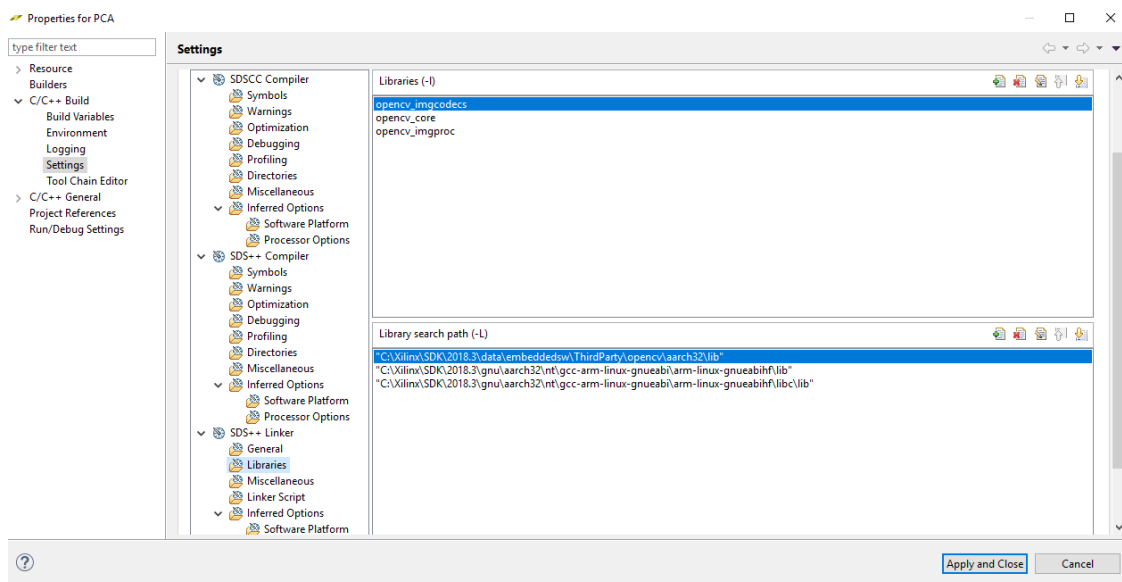 Properties for PCA
type filter text
Resource
Builders
C/C++ Build
Build Variables
Environment
Logging
Settings
Tool Chain Editor
C/C++ General
Project References
Run/Debug Settings
Settings
SDSCC Compiler
Symbols
Warnings
Optimization
Debugging
Profiling
Directories
Miscellaneous
Inferred Options
Software Platform
Processor Options
SDS++ Compiler
Symbols
Warnings
Optimization
Debugging
Profiling
Directories
Miscellaneous
Inferred Options
Software Platform
Processor Options
SDS++ Linker
General
Libraries
Miscellaneous
Linker Script
Inferred Options
Software Platform
Libraries (-l)
opencv_imgcodecs
opencv_core
opencv_imgproc
Library search path (-L)
"C:\Xilinx\SDK\2018.3\data\embeddedsw\ThirdParty\opencv\aarch32\lib"
"C:\Xilinx\SDK\2018.3\gnu\aarch32\nt\gcc-arm-linux-gnueabi\arm-linux-gnueabihf\lib"
"C:\Xilinx\SDK\2018.3\gnu\aarch32\nt\gcc-arm-linux-gnueabi\arm-linux-gnueabihf\libc\lib"
Apply and Close
Cancel